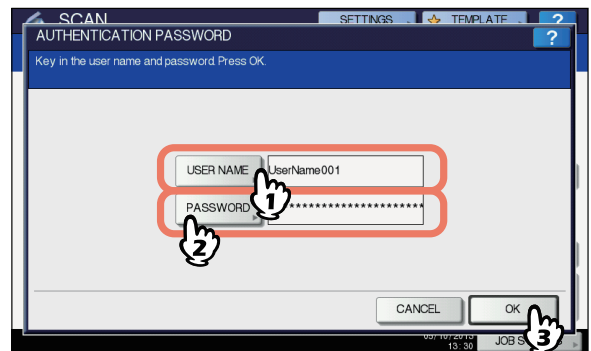 SCAN SETTINGS TEMPLATE ?
AUTHENTICATION PASSWORD ?
Key in the user name and password. Press OK.
USER NAME UserName001
1
PASSWORD ***********************
2
CANCEL OK
3
13:30 JOB S